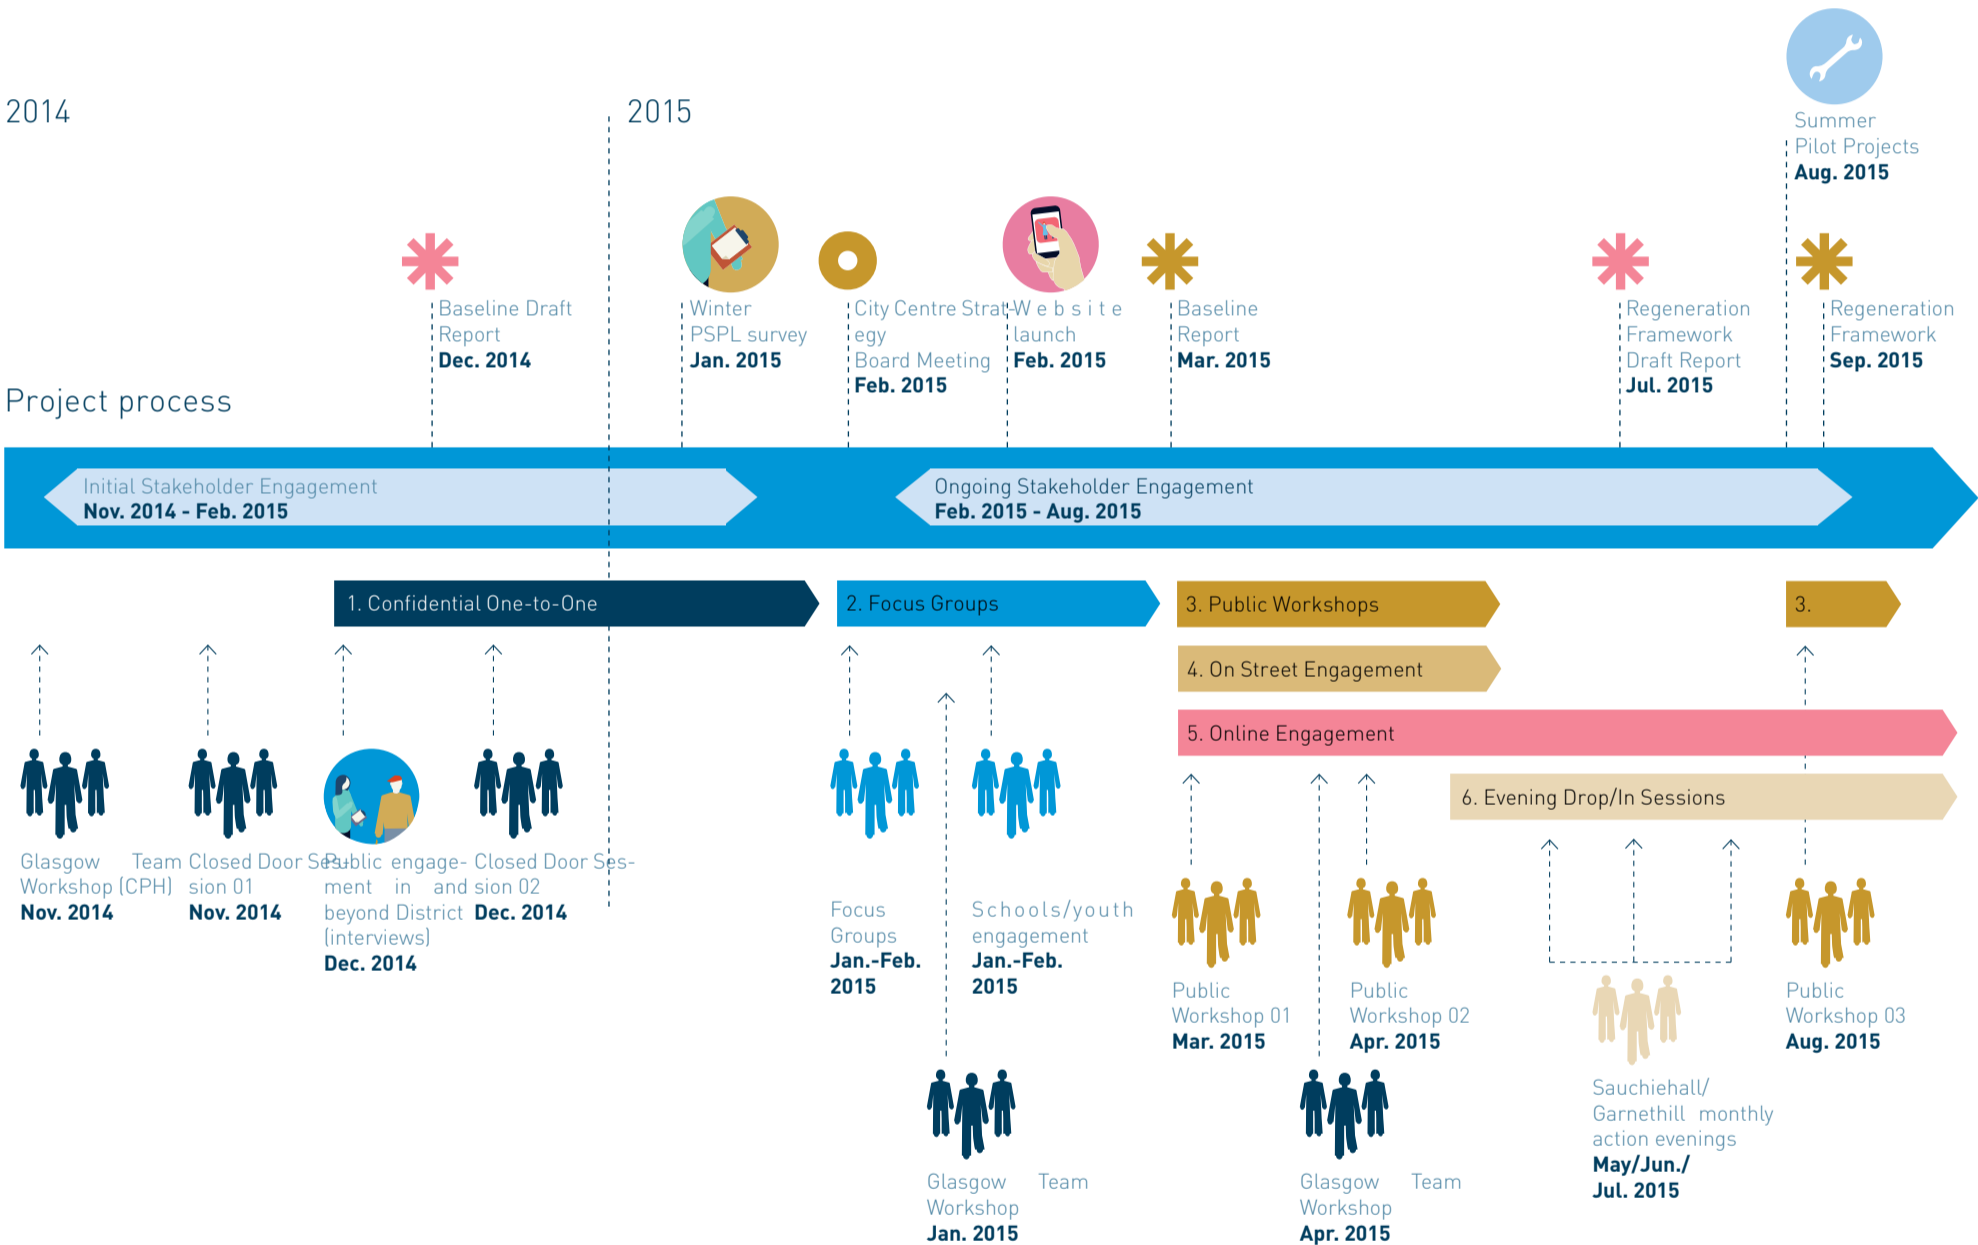 2014
2015
Summer
Pilot Projects
Aug. 2015
Baseline Draft
Report
Dec. 2014
Winter
PSPL survey
Jan. 2015
City Centre Strat-
egy
Board Meeting
Feb. 2015
Website
launch
Feb. 2015
Baseline
Report
Mar. 2015
Regeneration
Framework
Draft Report
Jul. 2015
Regeneration
Framework
Sep. 2015
Project process
Initial Stakeholder Engagement
Nov. 2014 - Feb. 2015
Ongoing Stakeholder Engagement
Feb. 2015 - Aug. 2015
1. Confidential One-to-One
2. Focus Groups
3. Public Workshops
3.
4. On Street Engagement
5. Online Engagement
6. Evening Drop/In Sessions
Glasgow Team
Workshop (CPH)
Nov. 2014
Closed Door Ses-
sion 01
Nov. 2014
Public engage-
ment in and
beyond District
(interviews)
Dec. 2014
Closed Door Ses-
sion 02
Dec. 2014
Focus
Groups
Jan.-Feb.
2015
Schools/youth
engagement
Jan.-Feb.
2015
Public
Workshop 01
Mar. 2015
Public
Workshop 02
Apr. 2015
Public
Workshop 03
Aug. 2015
Sauchiehall/
Garnethill monthly
action evenings
May/Jun./
Jul. 2015
Glasgow Team
Workshop
Jan. 2015
Glasgow Team
Workshop
Apr. 2015